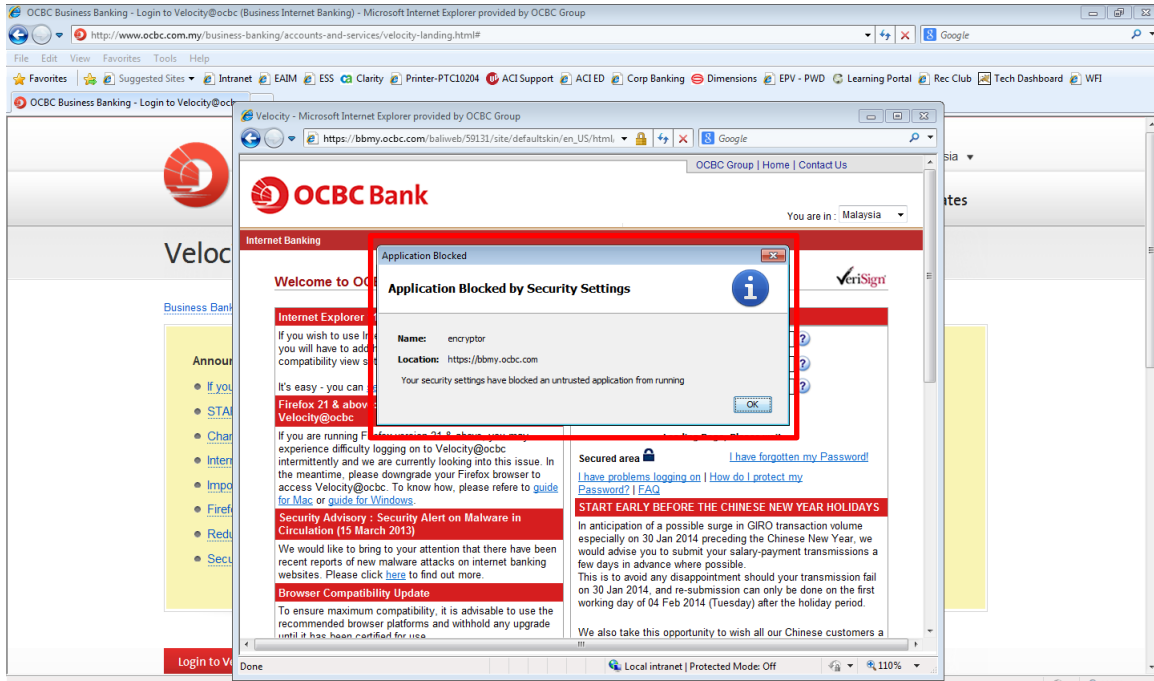 OCBC Business Banking - Login to Velocity@ocbc (Business Internet Banking) - Microsoft Internet Explorer provided by OCBC Group
http://www.ocbc.com.my/business-banking/accounts-and-services/velocity-landing.html#
Google
File Edit View Favorites Tools Help
Favorites Suggested Sites Intranet EAIM ESS Clarity Printer-PTC10204 ACI Support ACI ED Corp Banking Dimensions EPV - PWD Learning Portal Rec Club Tech Dashboard WFI
OCBC Business Banking - Login to Velocity@ocb
Velocity - Microsoft Internet Explorer provided by OCBC Group
https://bbmy.ocbc.com/baliweb/59131/site/defaultskin/en_US/html,
Google
OCBC Group | Home | Contact Us
sia
OCBC Bank
You are in : Malaysia
ates
Internet Banking
Veloc
Application Blocked
Application Blocked by Security Settings
Name: encryptor
Location: https://bbmy.ocbc.com
Your security settings have blocked an untrusted application from running
OK
Welcome to OC
VeriSign
Business Bank
Internet Explorer
If you wish to use In
you will have to add h
compatibility view s
It's easy - you can
Firefox 21 & above :
Velocity@ocbc
If you are running Firefox version 21 & above, you may
experience difficulty logging on to Velocity@ocbc
intermittently and we are currently looking into this issue. In
the meantime, please downgrade your Firefox browser to
access Velocity@ocbc. To know how, please refere to guide
for Mac or guide for Windows.
Security Advisory : Security Alert on Malware in
Circulation (15 March 2013)
We would like to bring to your attention that there have been
recent reports of new malware attacks on internet banking
websites. Please click here to find out more.
Browser Compatibility Update
To ensure maximum compatibility, it is advisable to use the
recommended browser platforms and withhold any upgrade
until it has been certified for use
Secured area
I have forgotten my Password!
I have problems logging on | How do I protect my
Password? | FAQ
START EARLY BEFORE THE CHINESE NEW YEAR HOLIDAYS
In anticipation of a possible surge in GIRO transaction volume
especially on 30 Jan 2014 preceding the Chinese New Year, we
would advise you to submit your salary-payment transmissions a
few days in advance where possible.
This is to avoid any disappointment should your transmission fail
on 30 Jan 2014, and re-submission can only be done on the first
working day of 04 Feb 2014 (Tuesday) after the holiday period.
We also take this opportunity to wish all our Chinese customers a
Announ
If you
STAR
Char
Intern
Impo
Firef
Redu
Secu
Login to Ve
Done
Local intranet | Protected Mode: Off
110%